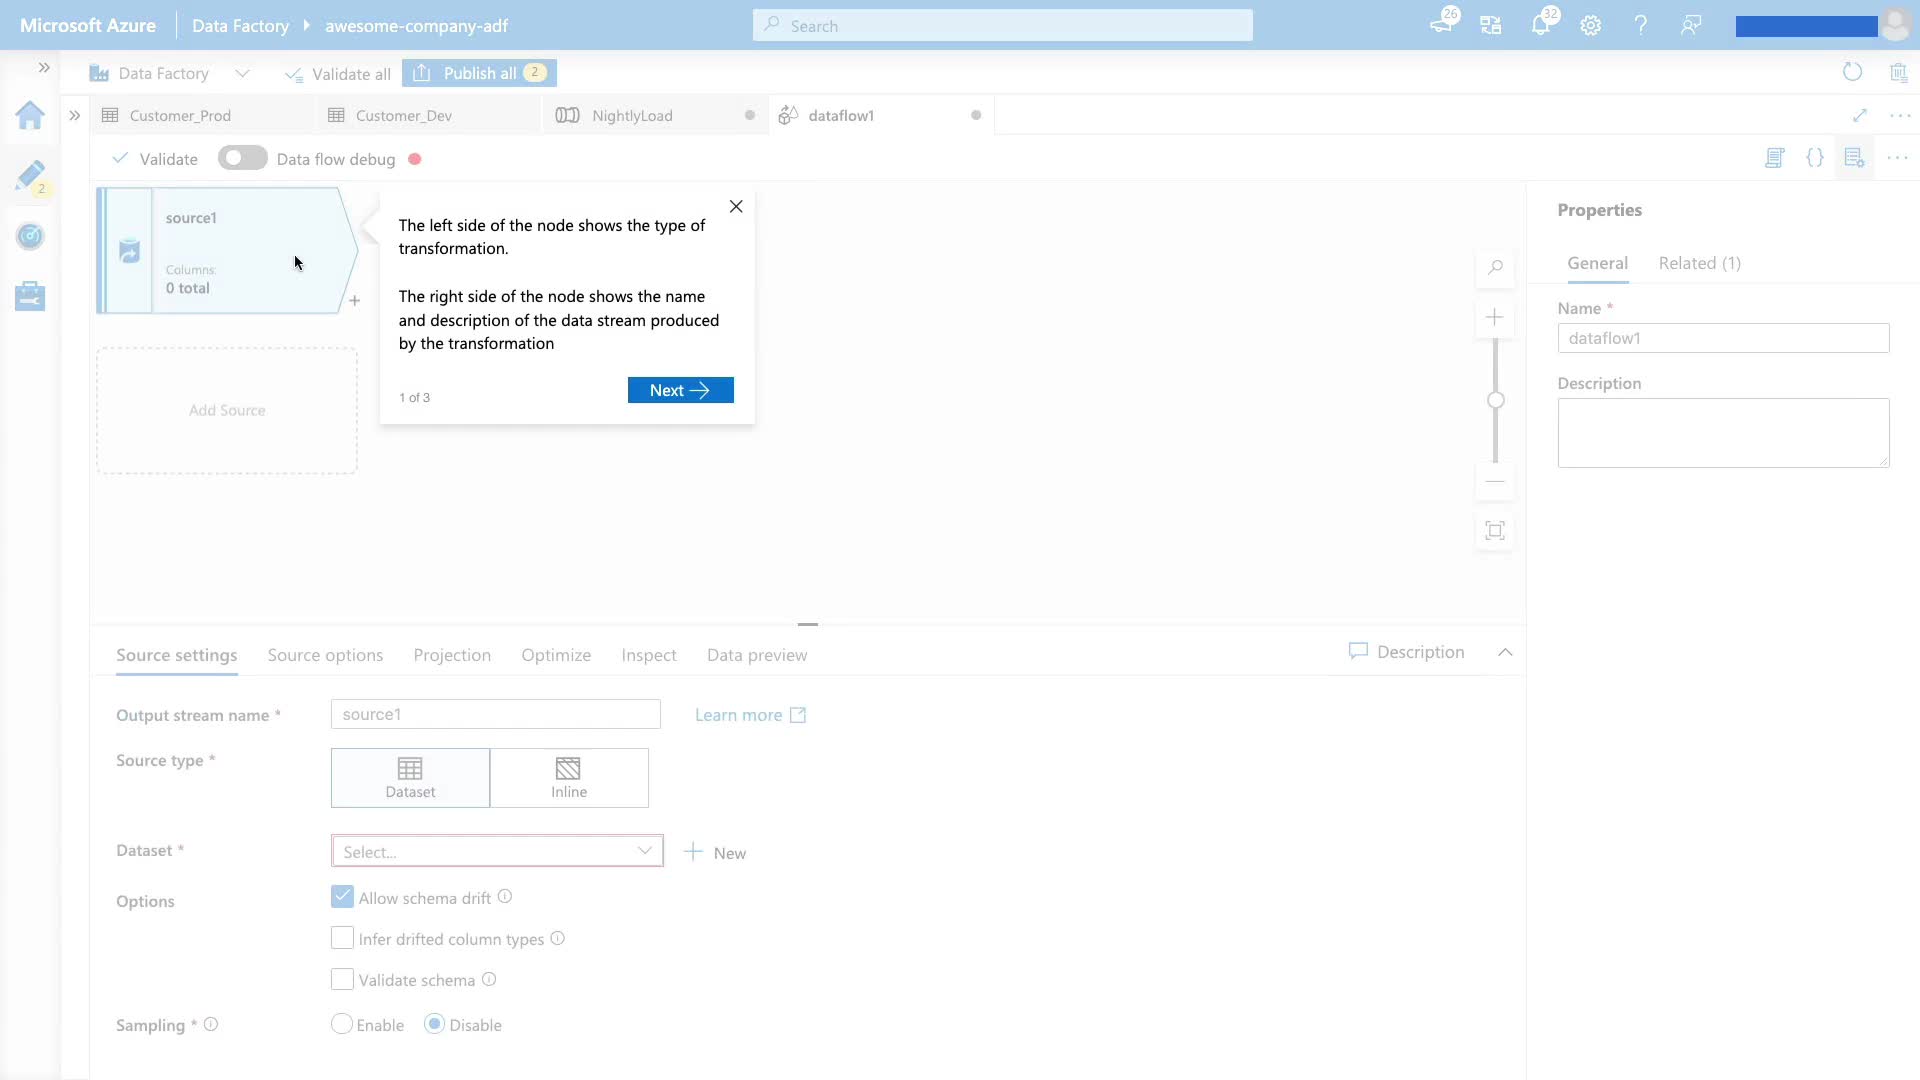 Microsoft Azure
Data Factory
awesome-company-adf
Search
26
32
Data Factory
Validate all
Publish all
2
Customer_Prod
Customer_Dev
NightlyLoad
dataflow1
Validate
Data flow debug
2
source1
Columns:
0 total
Add Source
The left side of the node shows the type of
transformation.
The right side of the node shows the name
and description of the data stream produced
by the transformation
1 of 3
Next
Properties
General
Related (1)
Name *
dataflow1
Description
Source settings
Source options
Projection
Optimize
Inspect
Data preview
Description
Output stream name *
source1
Learn more
Source type *
Dataset
Inline
Dataset *
Select...
New
Options
Allow schema drift
Infer drifted column types
Validate schema
Sampling *
Enable
Disable